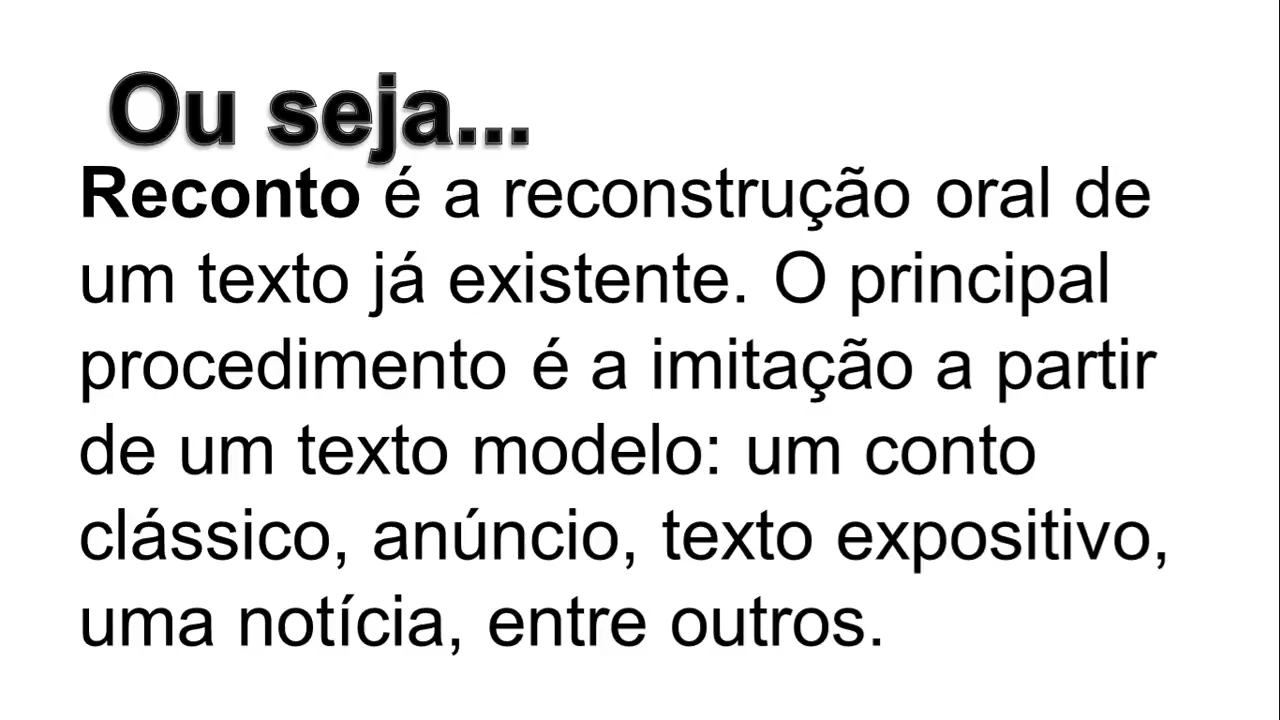 Ou seja...
Reconto é a reconstrução oral de
um texto já existente. O principal
procedimento é a imitação a partir
de um texto modelo: um conto
clássico, anúncio, texto expositivo,
uma notícia, entre outros.